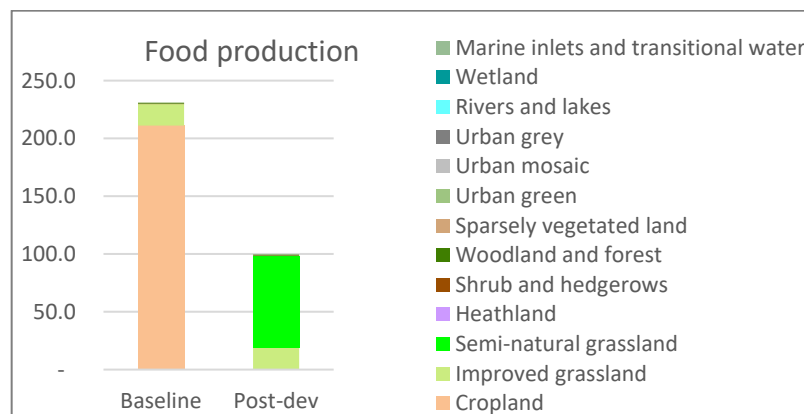 Food production
250.0
200.0
150.0
100.0
50.0
-
Baseline
Post-dev
Marine inlets and transitional water
Wetland
Rivers and lakes
Urban grey
Urban mosaic
Urban green
Sparsely vegetated land
Woodland and forest
Shrub and hedgerows
Heathland
Semi-natural grassland
Improved grassland
Cropland